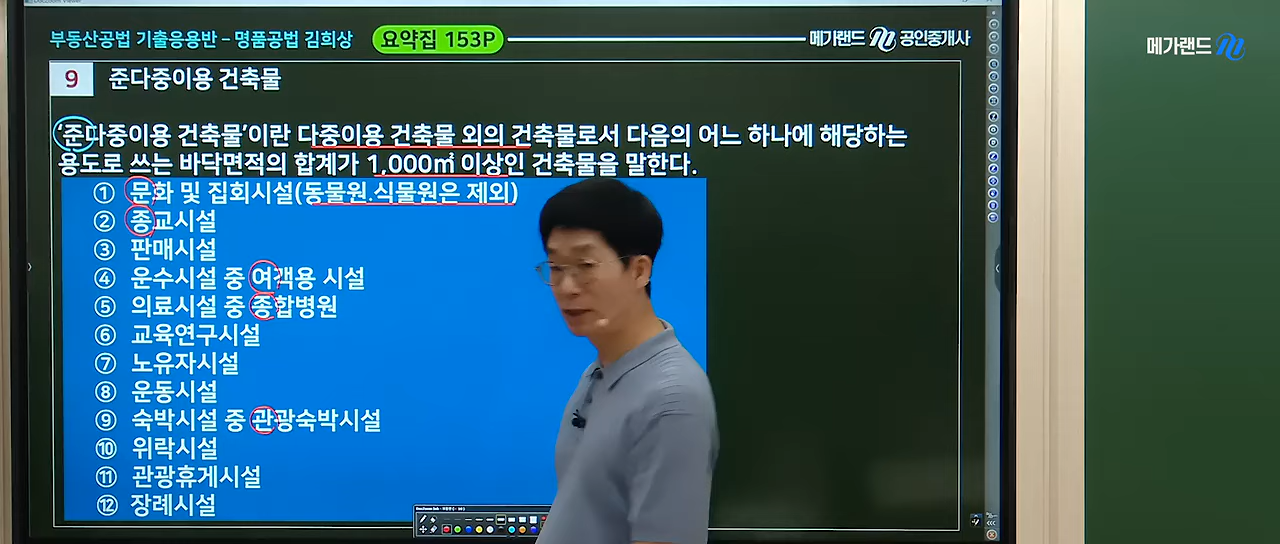 부동산공법 기출응용반 – 명품공법 김희상
요약집 153P
메가랜드 공인중개사
메가랜드
9 준다중이용 건축물
‘준다중이용 건축물’이란 다중이용 건축물 외의 건축물로서 다음의 어느 하나에 해당하는
용도로 쓰는 바닥면적의 합계가 1,000㎡ 이상인 건축물을 말한다.
① 문화 및 집회시설(동물원.식물원은 제외)
② 종교시설
③ 판매시설
④ 운수시설 중 여객용 시설
⑤ 의료시설 중 종합병원
⑥ 교육연구시설
⑦ 노유자시설
⑧ 운동시설
⑨ 숙박시설 중 관광숙박시설
⑩ 위락시설
⑪ 관광휴게시설
⑫ 장례시설